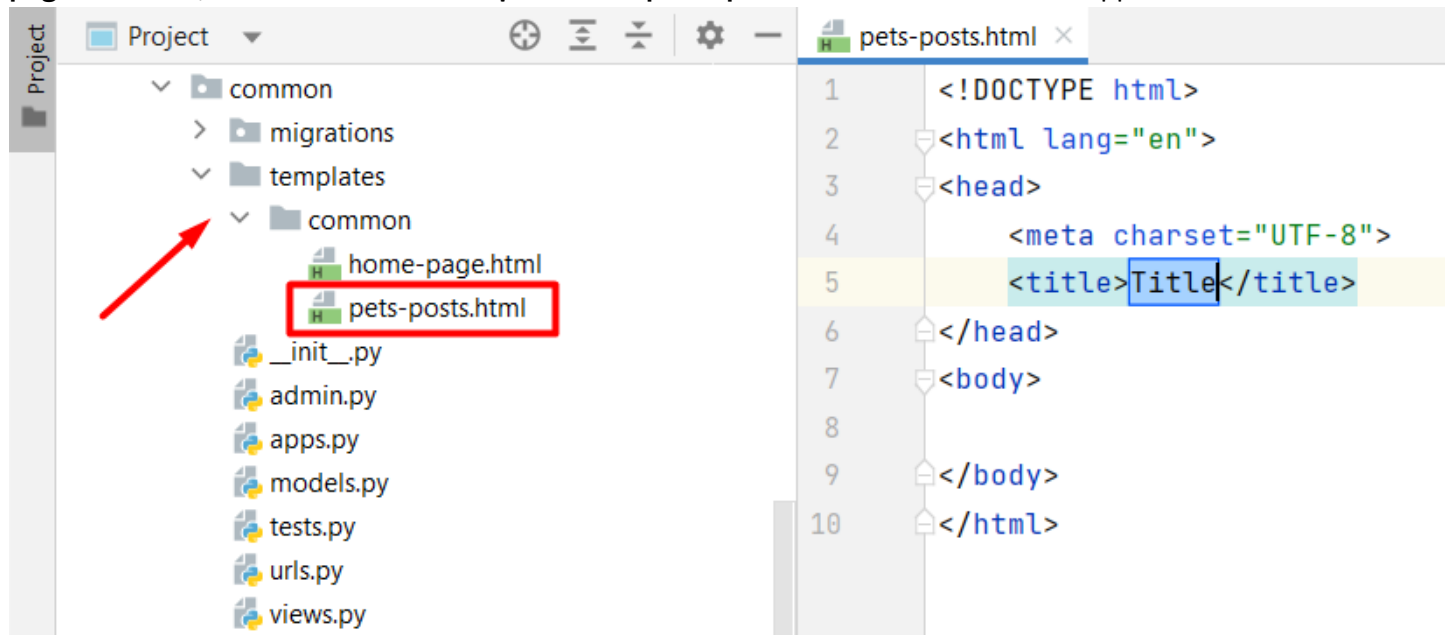 Project
Project
common
migrations
templates
common
home-page.html
pets-posts.html
__init__.py
admin.py
apps.py
models.py
tests.py
urls.py
views.py
pets-posts.html
1 <!DOCTYPE html>
2 <html lang="en">
3 <head>
4 <meta charset="UTF-8">
5 <title>Title</title>
6 </head>
7 <body>
8
9 </body>
10 </html>